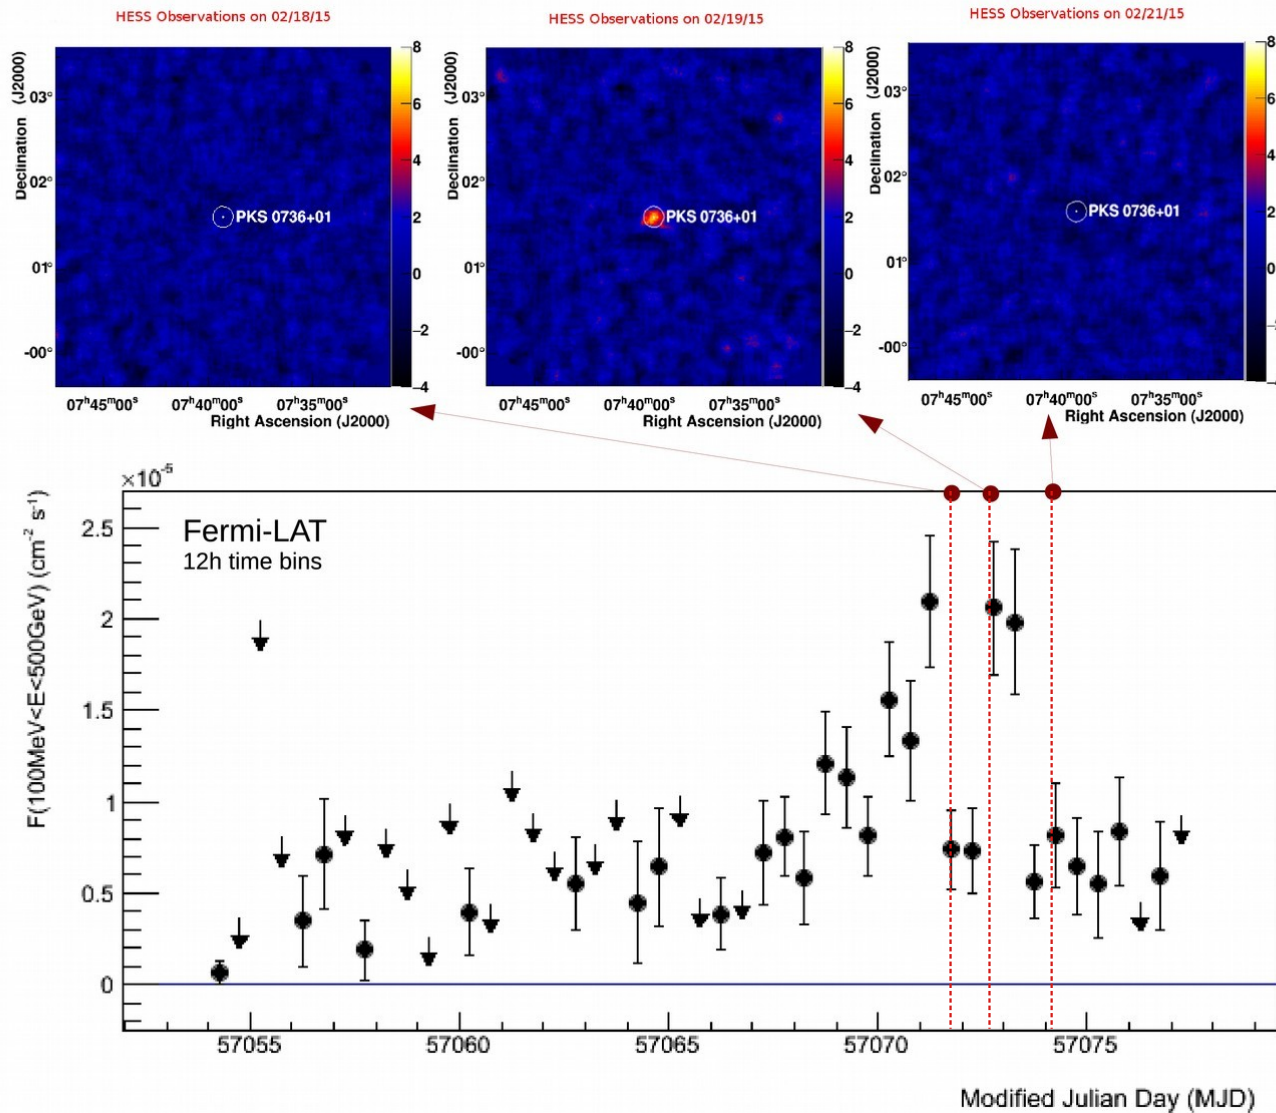 HESS Observations on 02/18/15
HESS Observations on 02/19/15
HESS Observations on 02/21/15
Declination (J2000)
03°
02°
01°
-00°
PKS 0736+01
8
6
4
2
0
−2
−4
07h45m00s 07h40m00s 07h35m00s
Right Ascension (J2000)
Declination (J2000)
03°
02°
01°
-00°
PKS 0736+01
8
6
4
2
0
−2
−4
07h45m00s 07h40m00s 07h35m00s
Right Ascension (J2000)
Declination (J2000)
03°
02°
01°
-00°
PKS 0736+01
8
6
4
2
0
07h45m00s 07h40m00s 07h35m00s
Right Ascension (J2000)
×10⁻⁵
F(100MeV<E<500GeV) (cm⁻² s⁻¹)
Fermi-LAT
12h time bins
2.5
2
1.5
1
0.5
0
57055 57060 57065 57070 57075
Modified Julian Day (MJD)